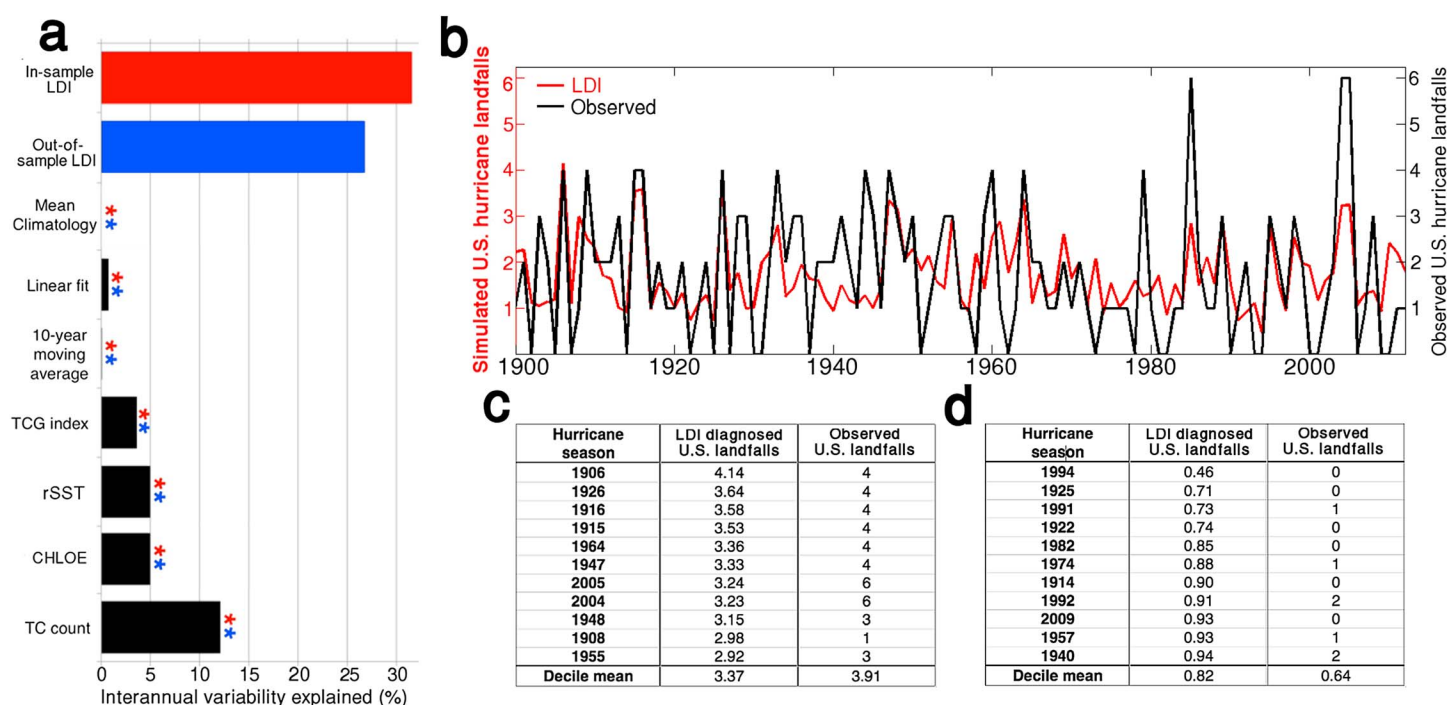 a
In-sample
LDI
Out-of-
sample LDI
Mean
Climatology
*
*
Linear fit
*
*
10-year
moving
average
*
*
TCG index
*
*
rSST
*
*
CHLOE
*
*
TC count
*
*
0 5 10 15 20 25 30
Interannual variability explained (%)
b
Simulated U.S. hurricane landfalls
6
5
4
3
2
1
LDI
Observed
6
5
4
3
2
1
Observed U.S. hurricane landfalls
1900 1920 1940 1960 1980 2000
c
Hurricane season LDI diagnosed U.S. landfalls Observed U.S. landfalls
1906 4.14 4
1926 3.64 4
1916 3.58 4
1915 3.53 4
1964 3.36 4
1947 3.33 4
2005 3.24 6
2004 3.23 6
1948 3.15 3
1908 2.98 1
1955 2.92 3
Decile mean 3.37 3.91
d
Hurricane season LDI diagnosed U.S. landfalls Observed U.S. landfalls
1994 0.46 0
1925 0.71 0
1991 0.73 1
1922 0.74 0
1982 0.85 0
1974 0.88 1
1914 0.90 0
1992 0.91 2
2009 0.93 0
1957 0.93 1
1940 0.94 2
Decile mean 0.82 0.64